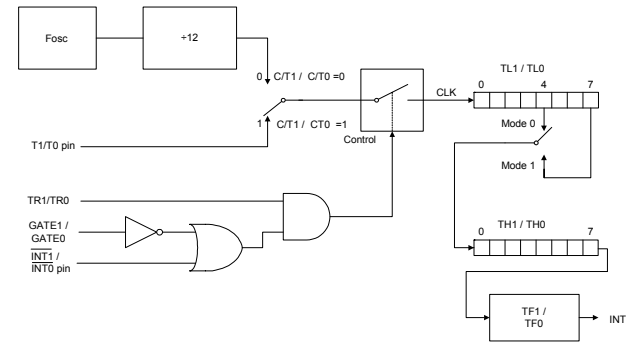 Fosc
÷12
0 C/T1 / C/T0 =0
1 C/T1 / CT0 =1
T1/T0 pin
Control
CLK
TL1 / TL0
0 4 7
Mode 0
Mode 1
TR1/TR0
GATE1 /
GATE0
INT1 /
INT0 pin
TH1 / TH0
0 7
TF1 /
TF0
INT